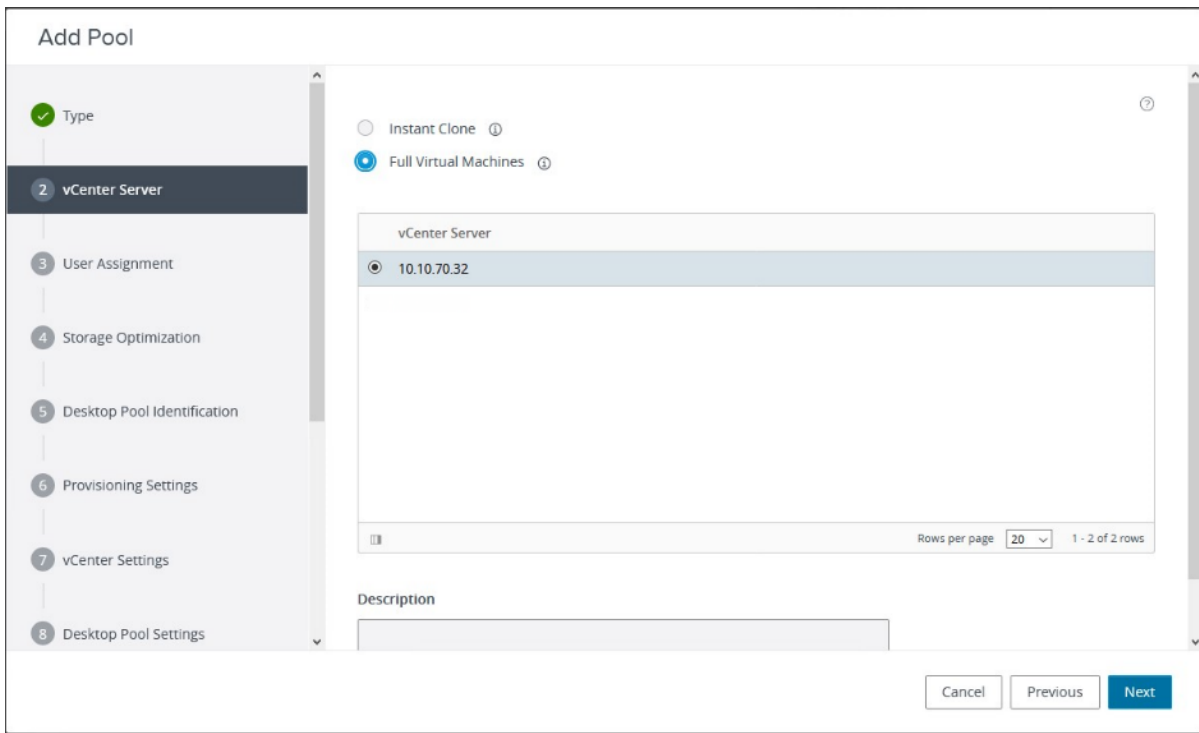 Add Pool
Type
2 vCenter Server
3 User Assignment
4 Storage Optimization
5 Desktop Pool Identification
6 Provisioning Settings
7 vCenter Settings
8 Desktop Pool Settings
Instant Clone
Full Virtual Machines
vCenter Server
10.10.70.32
Rows per page 20 1 - 2 of 2 rows
Description
Cancel Previous Next